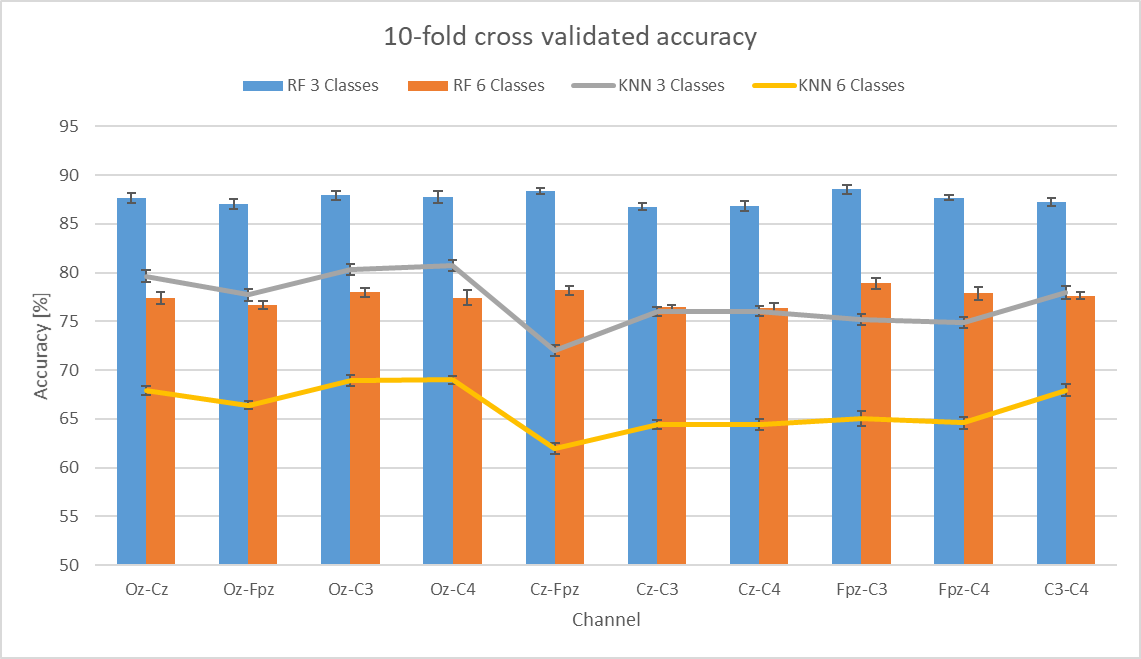 10-fold cross validated accuracy
RF 3 Classes RF 6 Classes KNN 3 Classes KNN 6 Classes
95
90
85
80
75
70
65
60
55
50
Accuracy [%]
Oz-Cz Oz-Fpz Oz-C3 Oz-C4 Cz-Fpz Cz-C3 Cz-C4 Fpz-C3 Fpz-C4 C3-C4
Channel